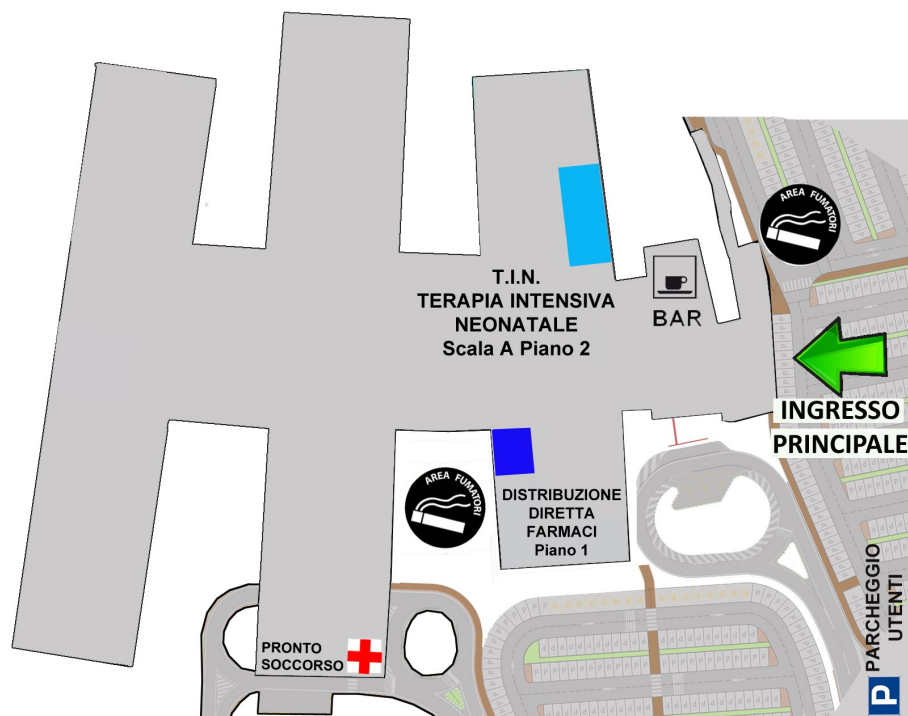 AREA FUMATORI
T.I.N.
TERAPIA INTENSIVA
NEONATALE
Scala A Piano 2
BAR
INGRESSO
PRINCIPALE
AREA FUMATORI
DISTRIBUZIONE
DIRETTA
FARMACI
Piano 1
PARCHEGGIO
UTENTI
P
PRONTO
SOCCORSO